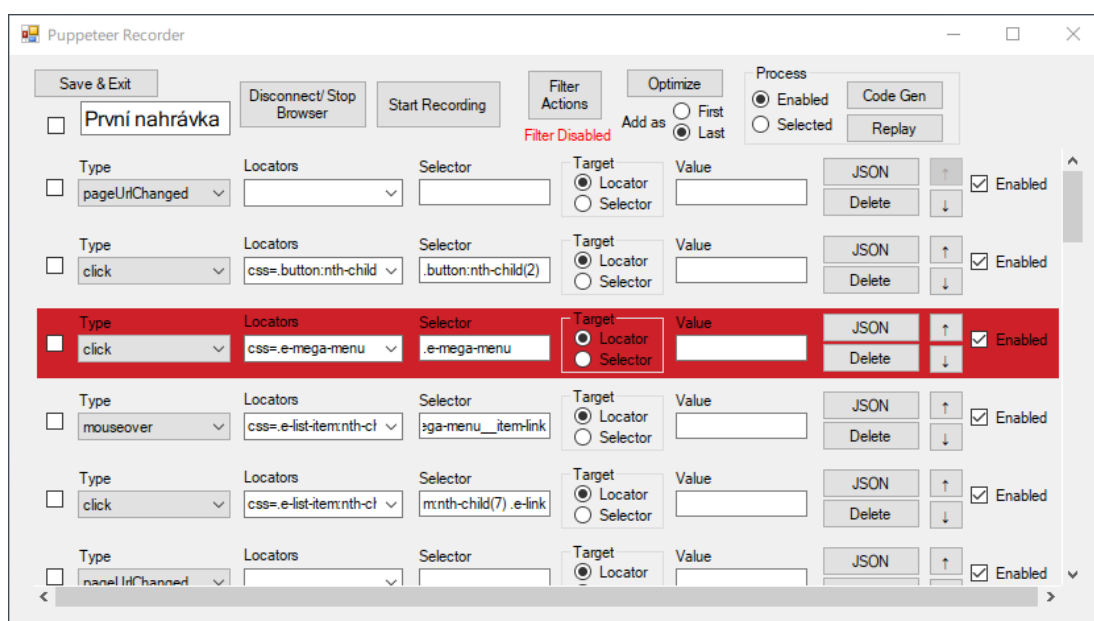 Puppeteer Recorder
Save & Exit
První nahrávka
Disconnect/ Stop Browser
Start Recording
Filter Actions
Filter Disabled
Optimize
Add as
First
Last
Process
Enabled
Selected
Code Gen
Replay
Type Locators Selector Target Value
pageUrlChanged Locator Selector JSON Delete ↑ ↓ Enabled
Type Locators Selector Target Value
click css=.button:nth-child .button:nth-child(2) Locator Selector JSON Delete ↑ ↓ Enabled
Type Locators Selector Target Value
click css=.e-mega-menu .e-mega-menu Locator Selector JSON Delete ↑ ↓ Enabled
Type Locators Selector Target Value
mouseover css=.e-list-item:nth-ch ega-menu__item-link Locator Selector JSON Delete ↑ ↓ Enabled
Type Locators Selector Target Value
click css=.e-list-item:nth-ch m:nth-child(7) .e-link Locator Selector JSON Delete ↑ ↓ Enabled
Type Locators Selector Target Value
pageUrlChanged Locator JSON ↑ Enabled